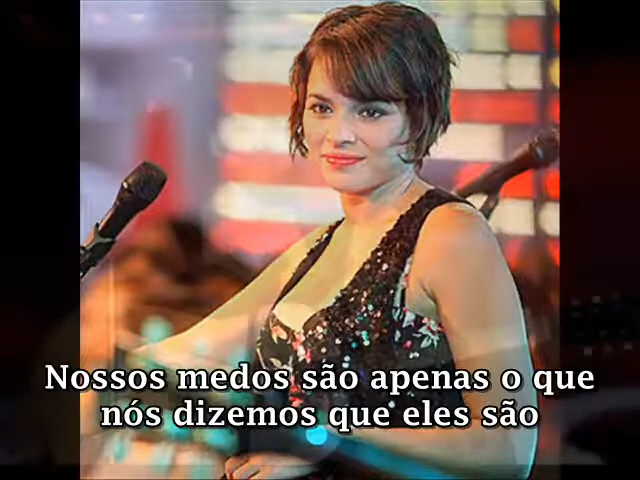 Nossos medos são apenas o que
nós dizemos que eles são